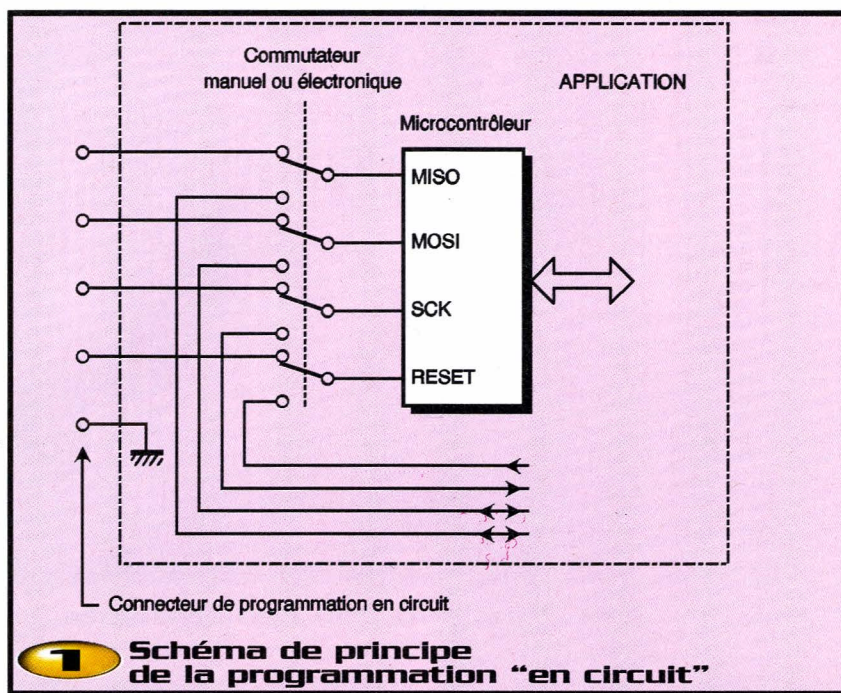 Commutateur
manuel ou électronique
APPLICATION
Microcontrôleur
MISO
MOSI
SCK
RESET
Connecteur de programmation en circuit
1 Schéma de principe
de la programmation “en circuit”